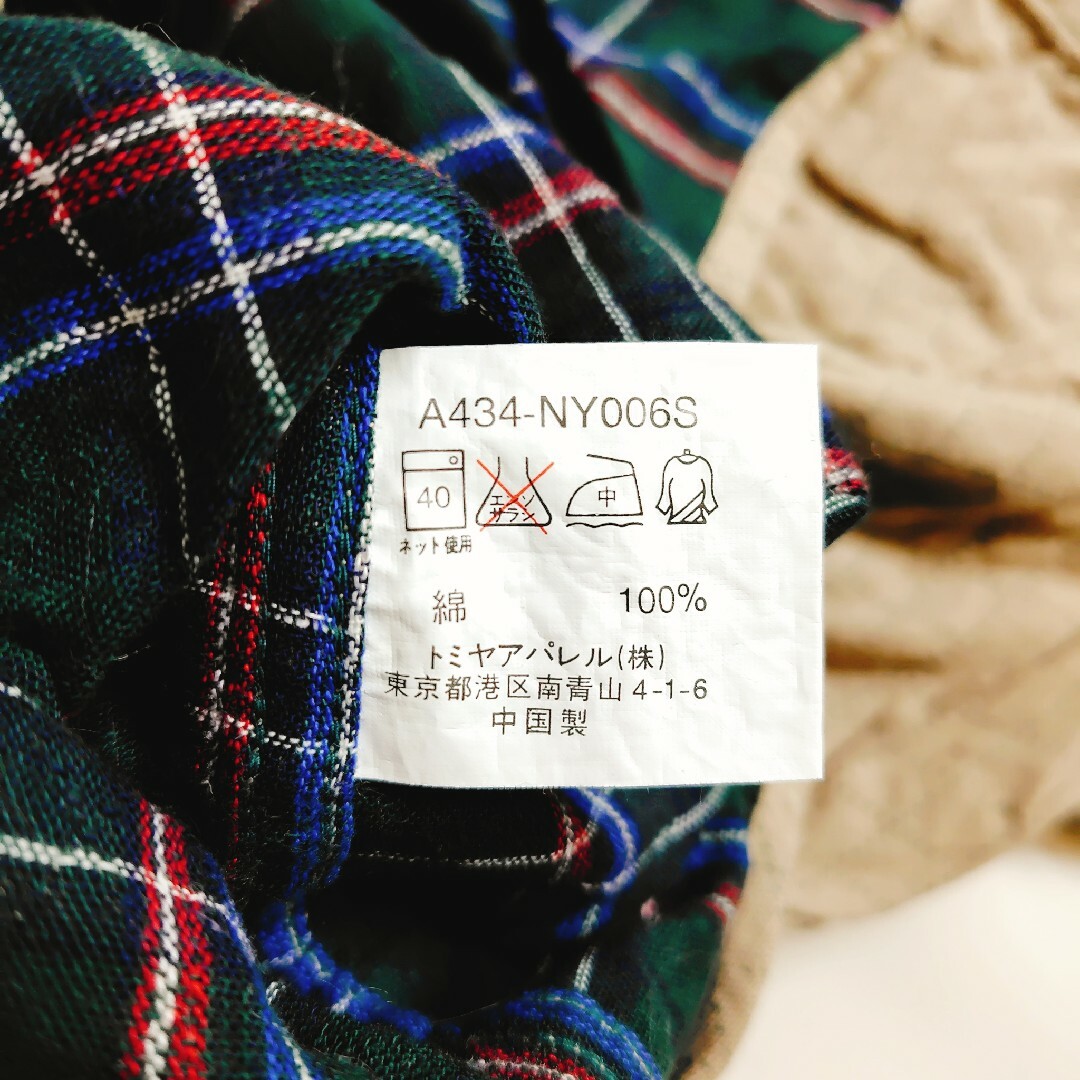 A434-NY006S
40 エンソ サラシ 中
ネット使用
綿 100%
トミヤアパレル(株)
東京都港区南青山4-1-6
中国製